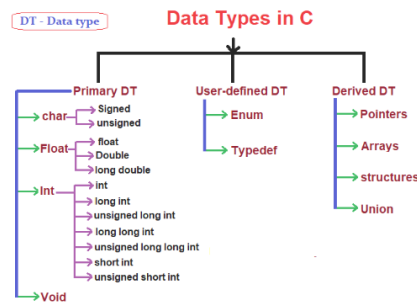 DT - Data type
Data Types in C
Primary DT
char
Signed
unsigned
Float
float
Double
long double
Int
int
long int
unsigned long int
long long int
unsigned long long int
short int
unsigned short int
Void
User-defined DT
Enum
Typedef
Derived DT
Pointers
Arrays
structures
Union